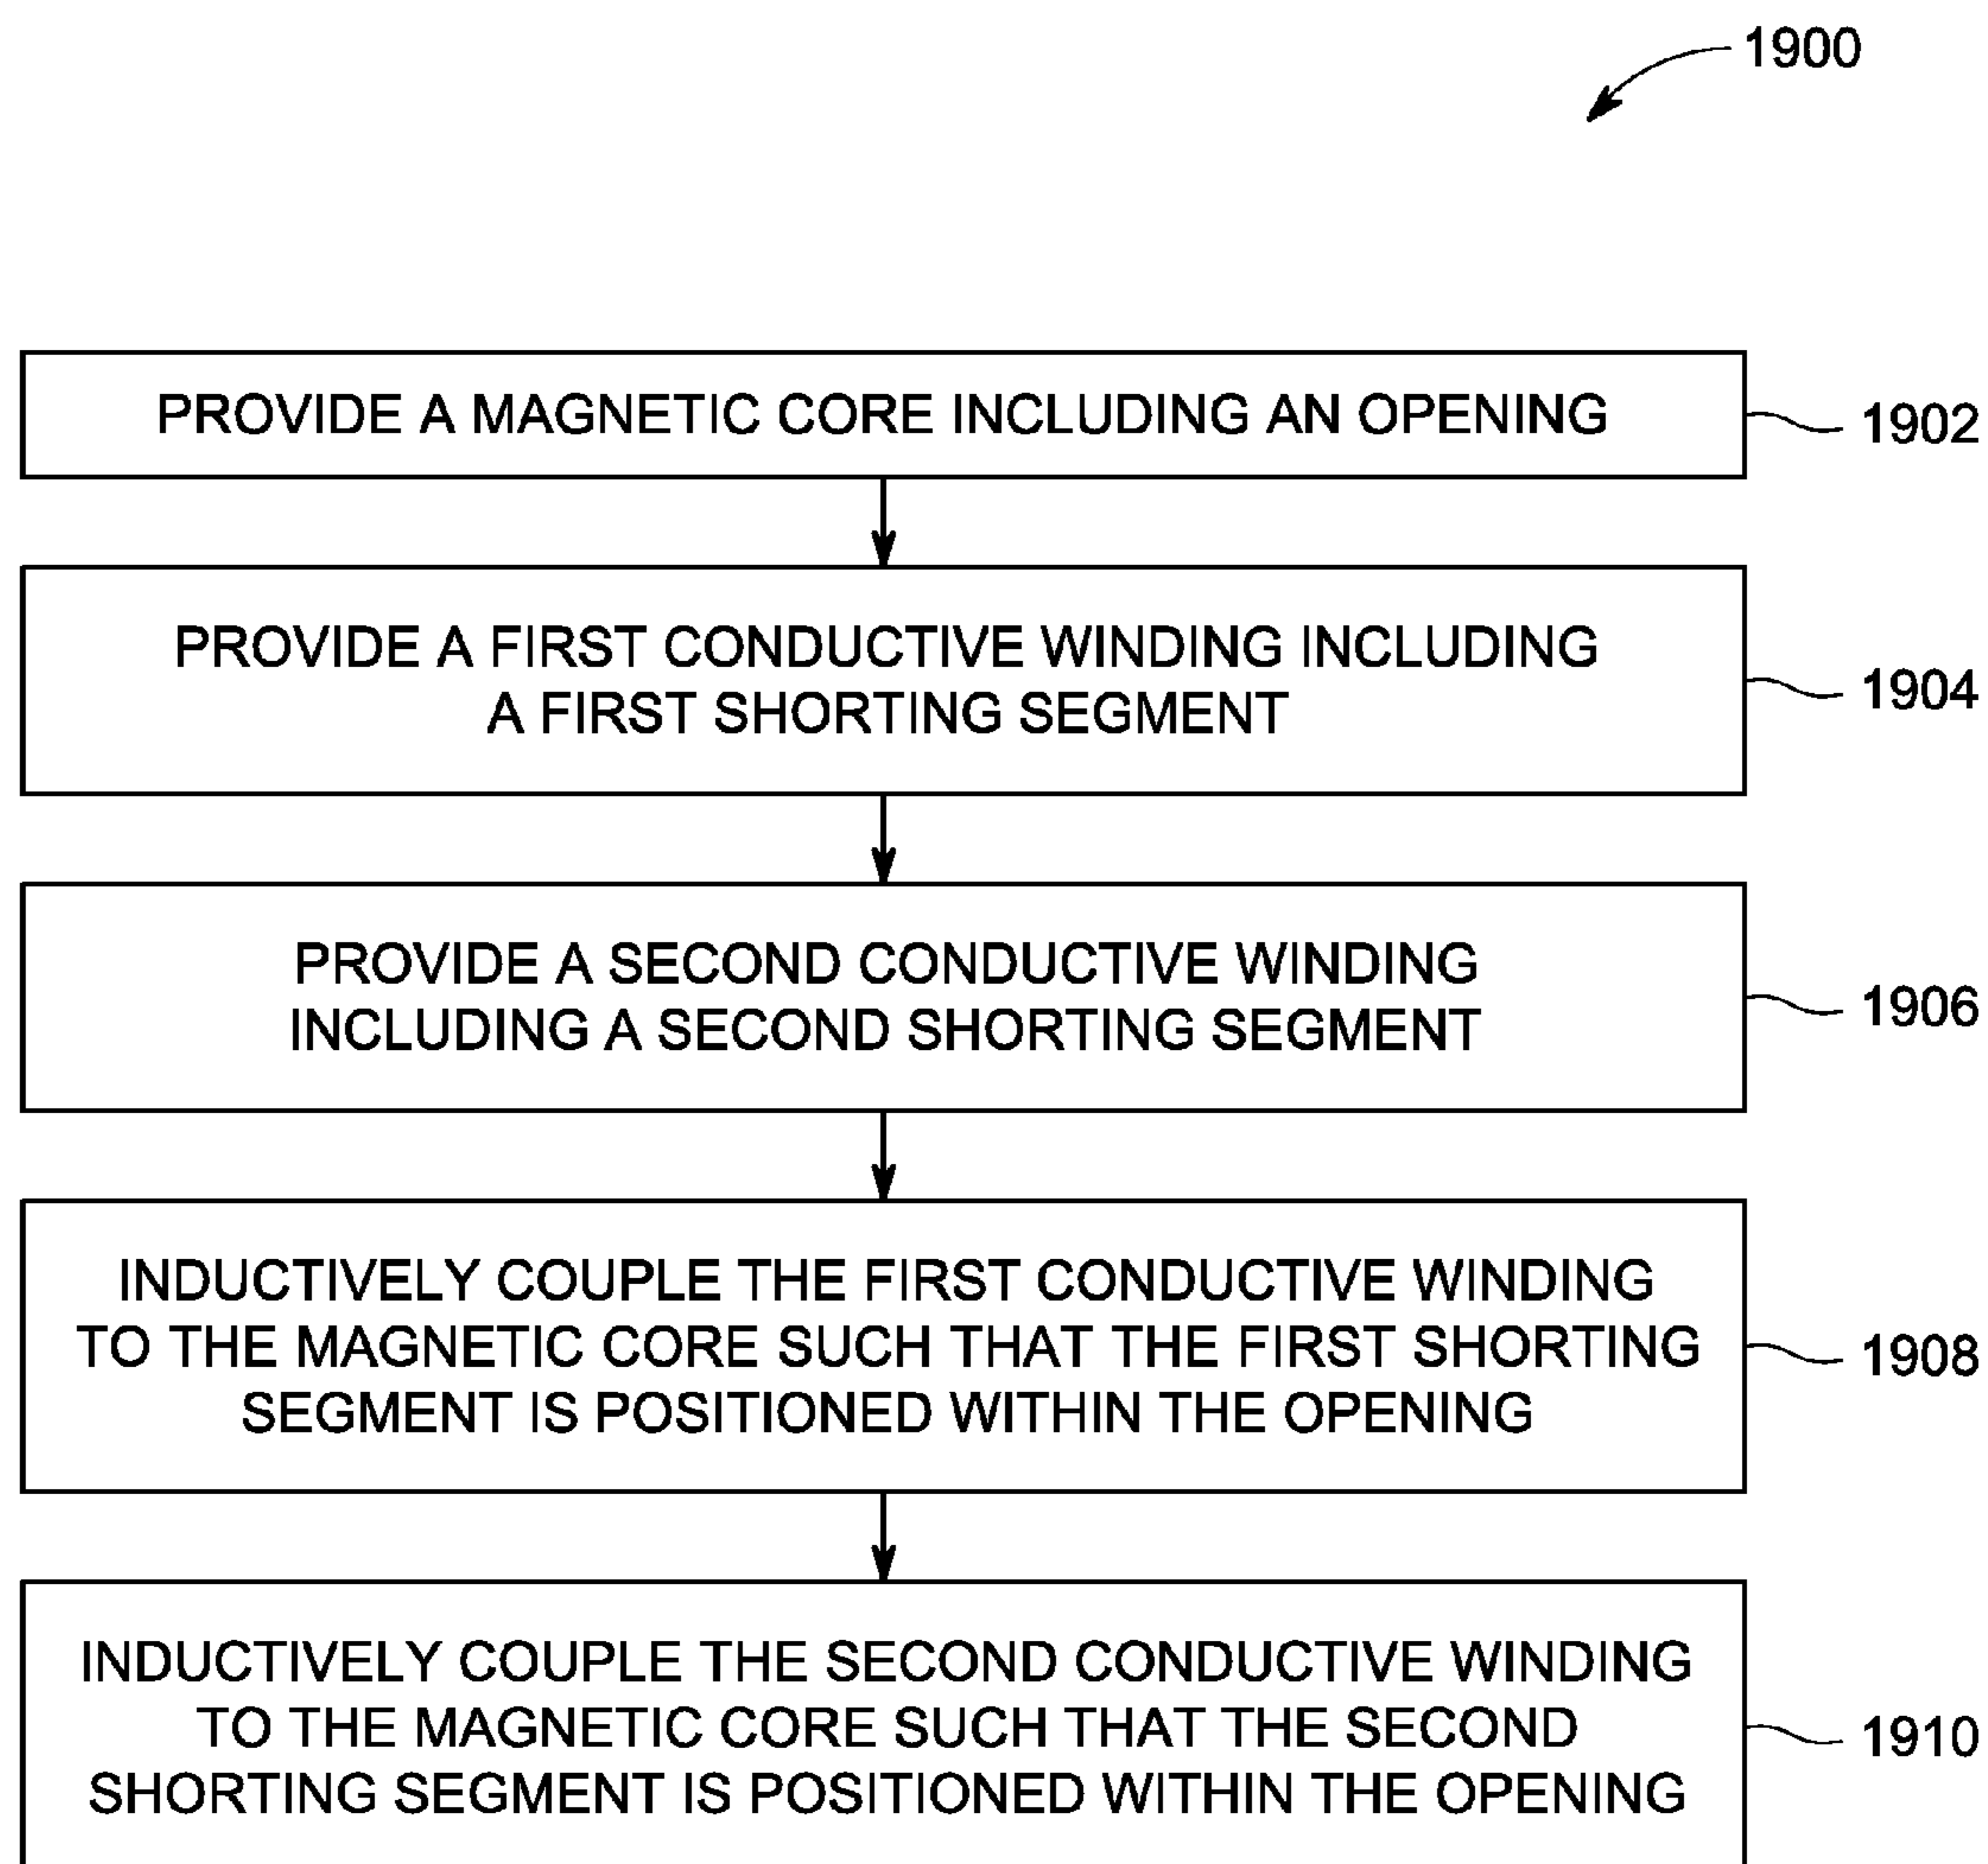 1900
PROVIDE A MAGNETIC CORE INCLUDING AN OPENING
1902
PROVIDE A FIRST CONDUCTIVE WINDING INCLUDING
A FIRST SHORTING SEGMENT
1904
PROVIDE A SECOND CONDUCTIVE WINDING
INCLUDING A SECOND SHORTING SEGMENT
1906
INDUCTIVELY COUPLE THE FIRST CONDUCTIVE WINDING
TO THE MAGNETIC CORE SUCH THAT THE FIRST SHORTING
SEGMENT IS POSITIONED WITHIN THE OPENING
1908
INDUCTIVELY COUPLE THE SECOND CONDUCTIVE WINDING
TO THE MAGNETIC CORE SUCH THAT THE SECOND
SHORTING SEGMENT IS POSITIONED WITHIN THE OPENING
1910